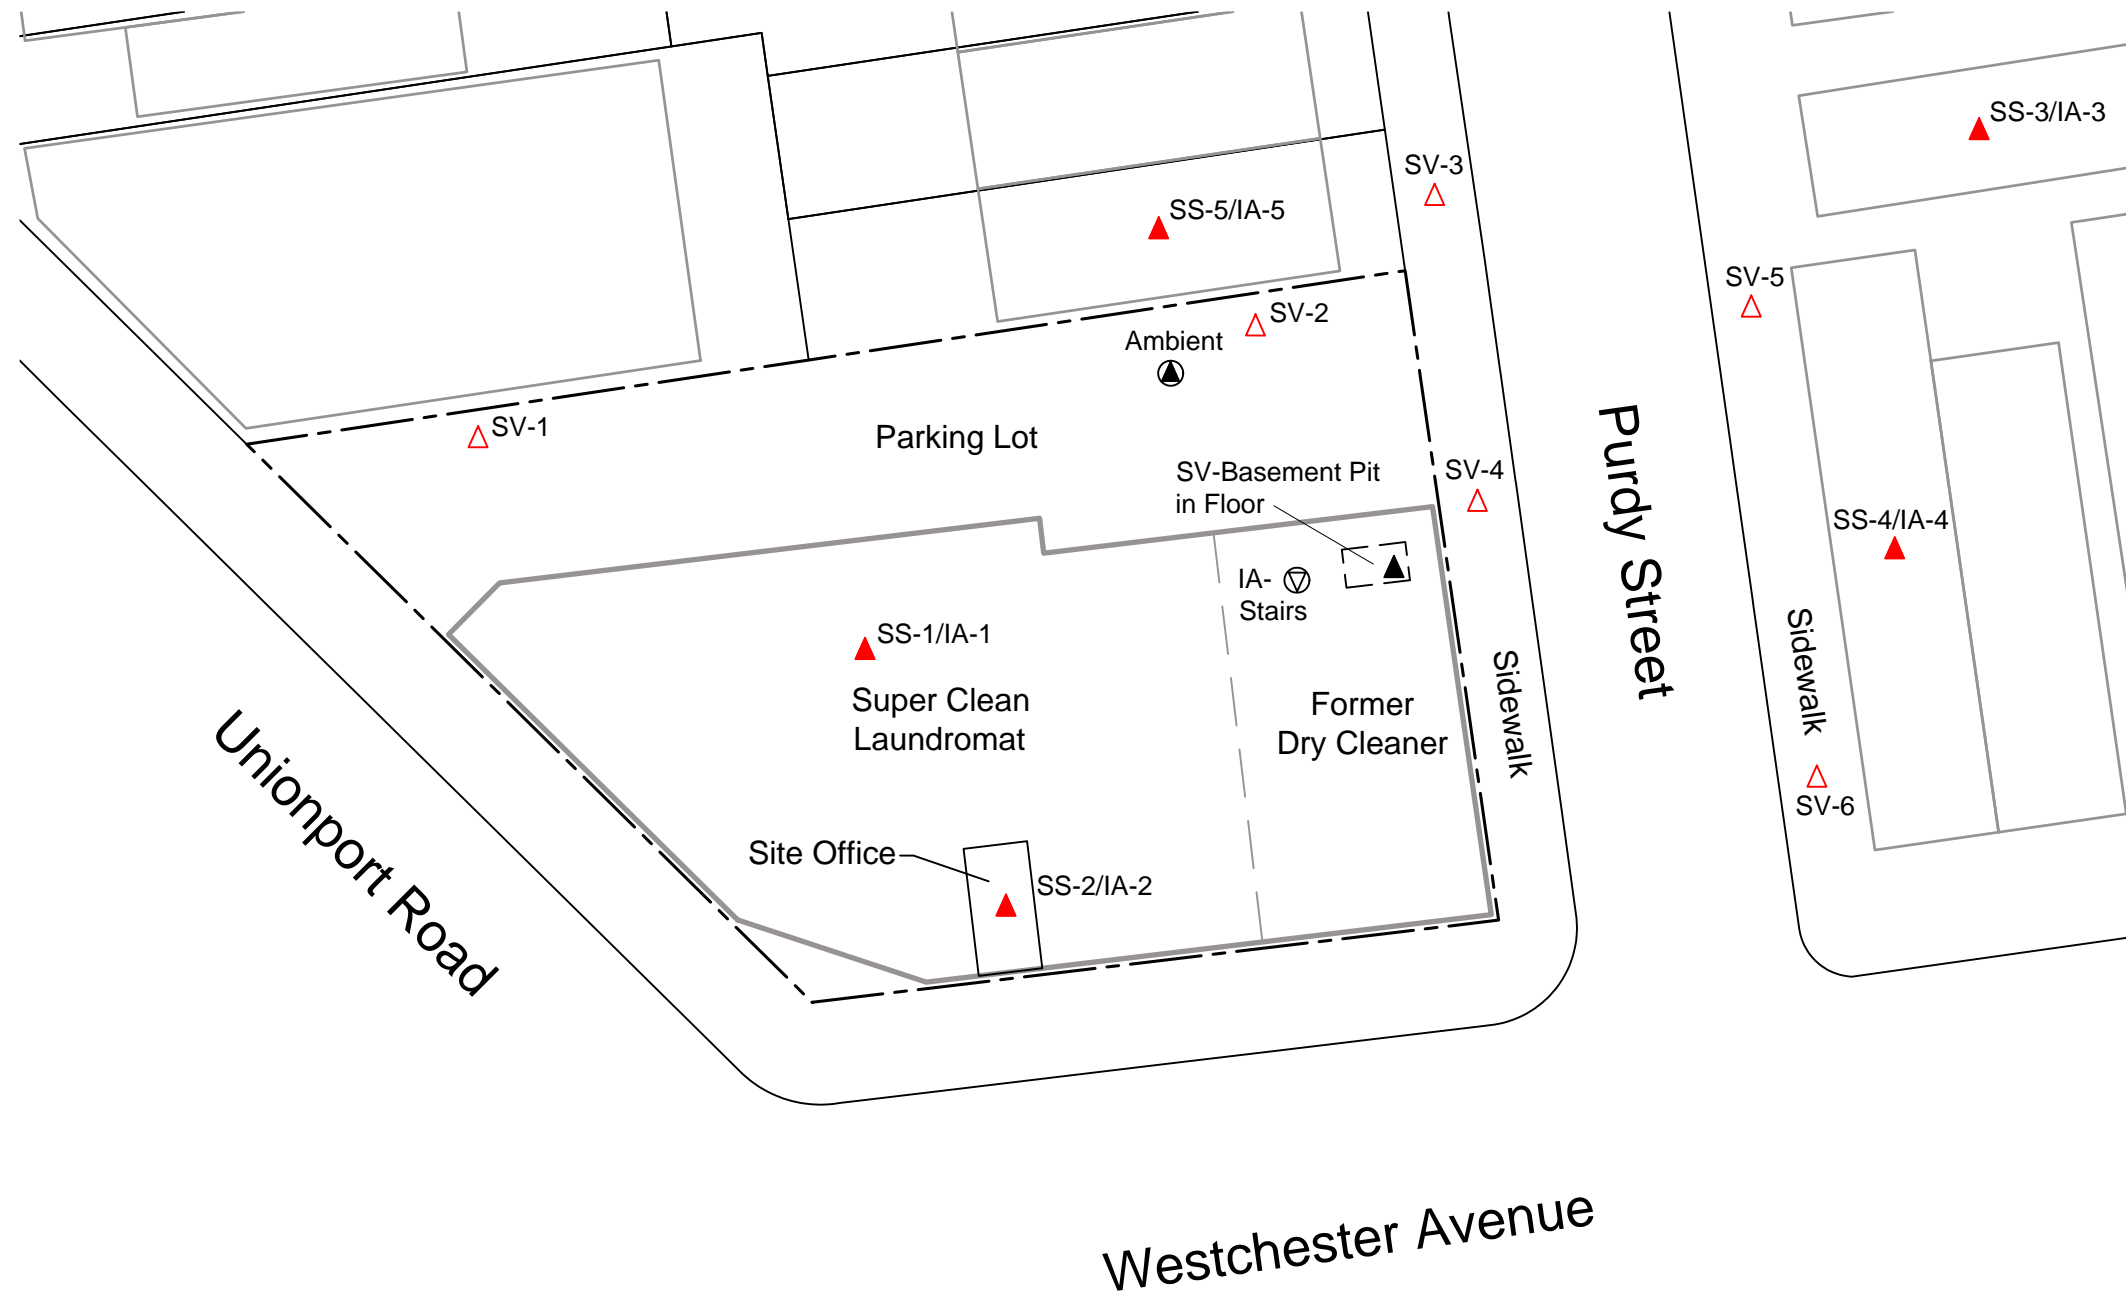 SS-3/IA-3
SV-3
SS-5/IA-5
SV-5
SV-2
Ambient
SV-1
Parking Lot
SV-Basement Pit
in Floor
SV-4
Purdy Street
SS-4/IA-4
IA-
Stairs
SS-1/IA-1
Super Clean
Laundromat
Former
Dry Cleaner
Sidewalk
Sidewalk
SV-6
Unionport Road
Site Office
SS-2/IA-2
Westchester Avenue